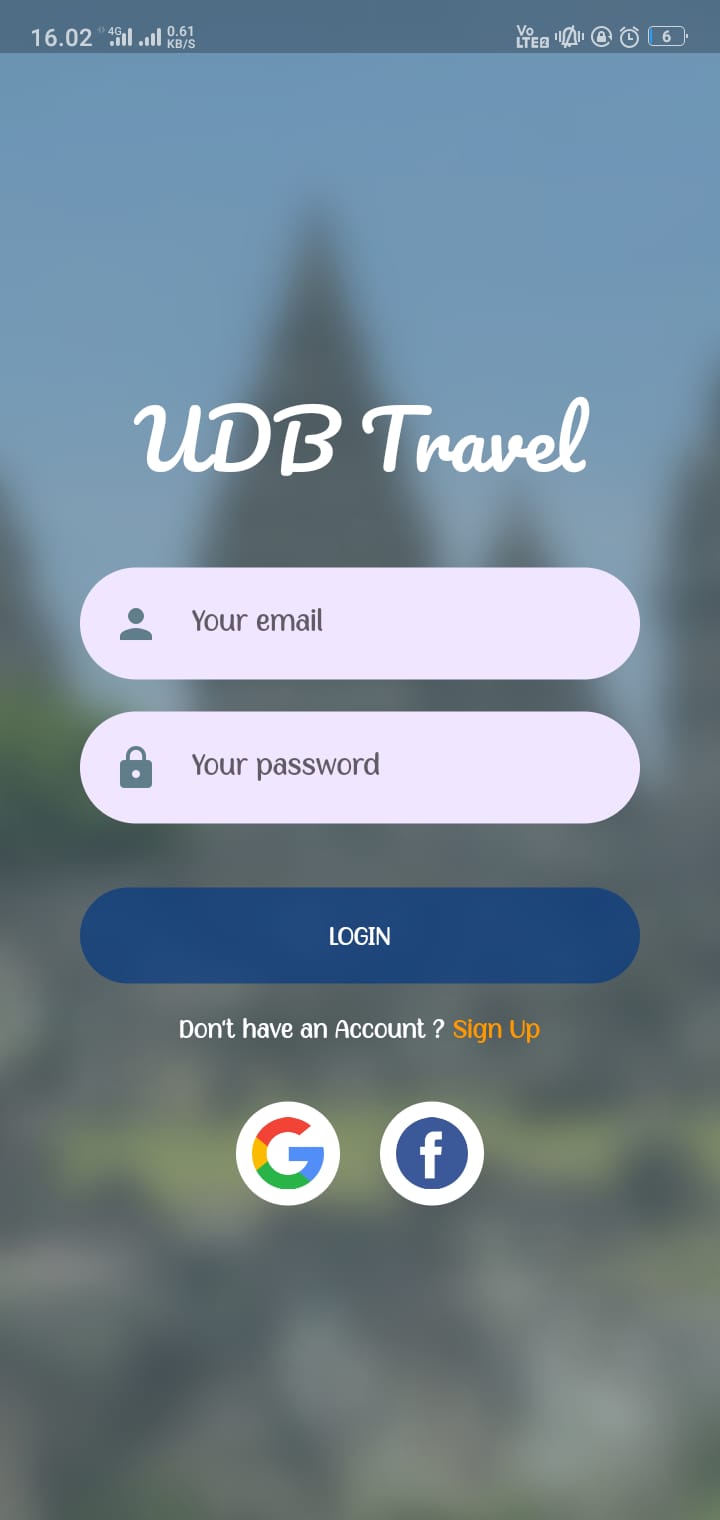 16.02 4G 0.61 KB/S Vo LTE2 6
UDB Travel
Your email
Your password
LOGIN
Don't have an Account ? Sign Up